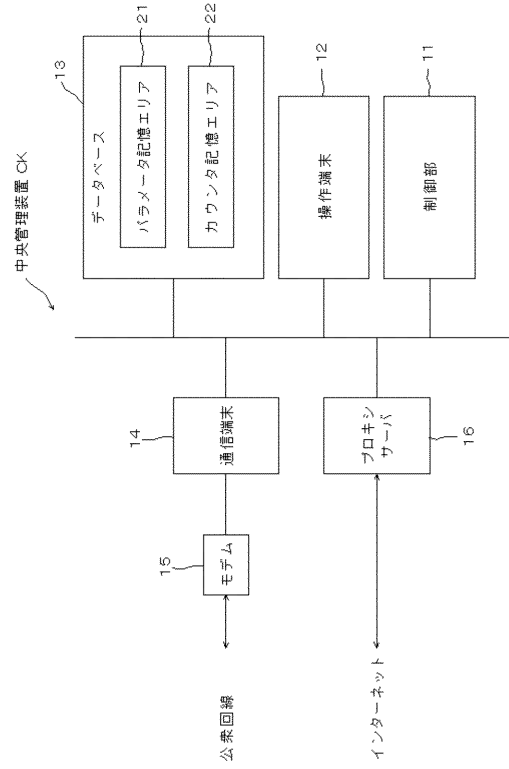 中央管理装置 CK
13
データベース
21
パラメータ記憶エリア
22
カウンタ記憶エリア
12
操作端末
11
制御部
14
通信端末
15
モデム
16
プロキシ
サーバ
公衆回線
インターネット